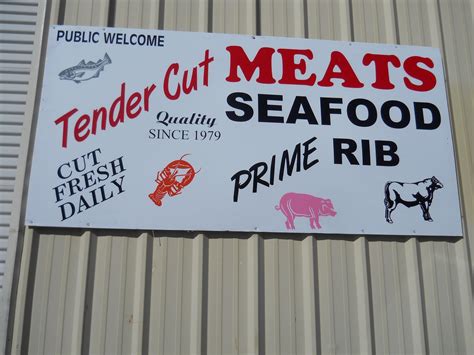 PUBLIC WELCOME
Tender Cut
MEATS
SEAFOOD
Quality
SINCE 1979
PRIME RIB
CUT
FRESH
DAILY